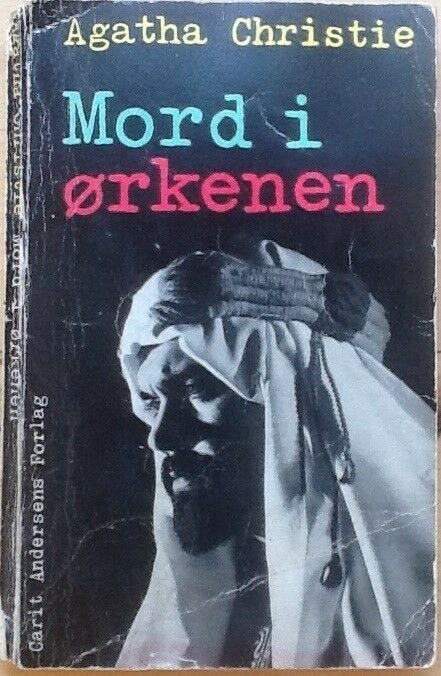 Agatha Christie
Mord i
ørkenen
Carit Andersens Forlag